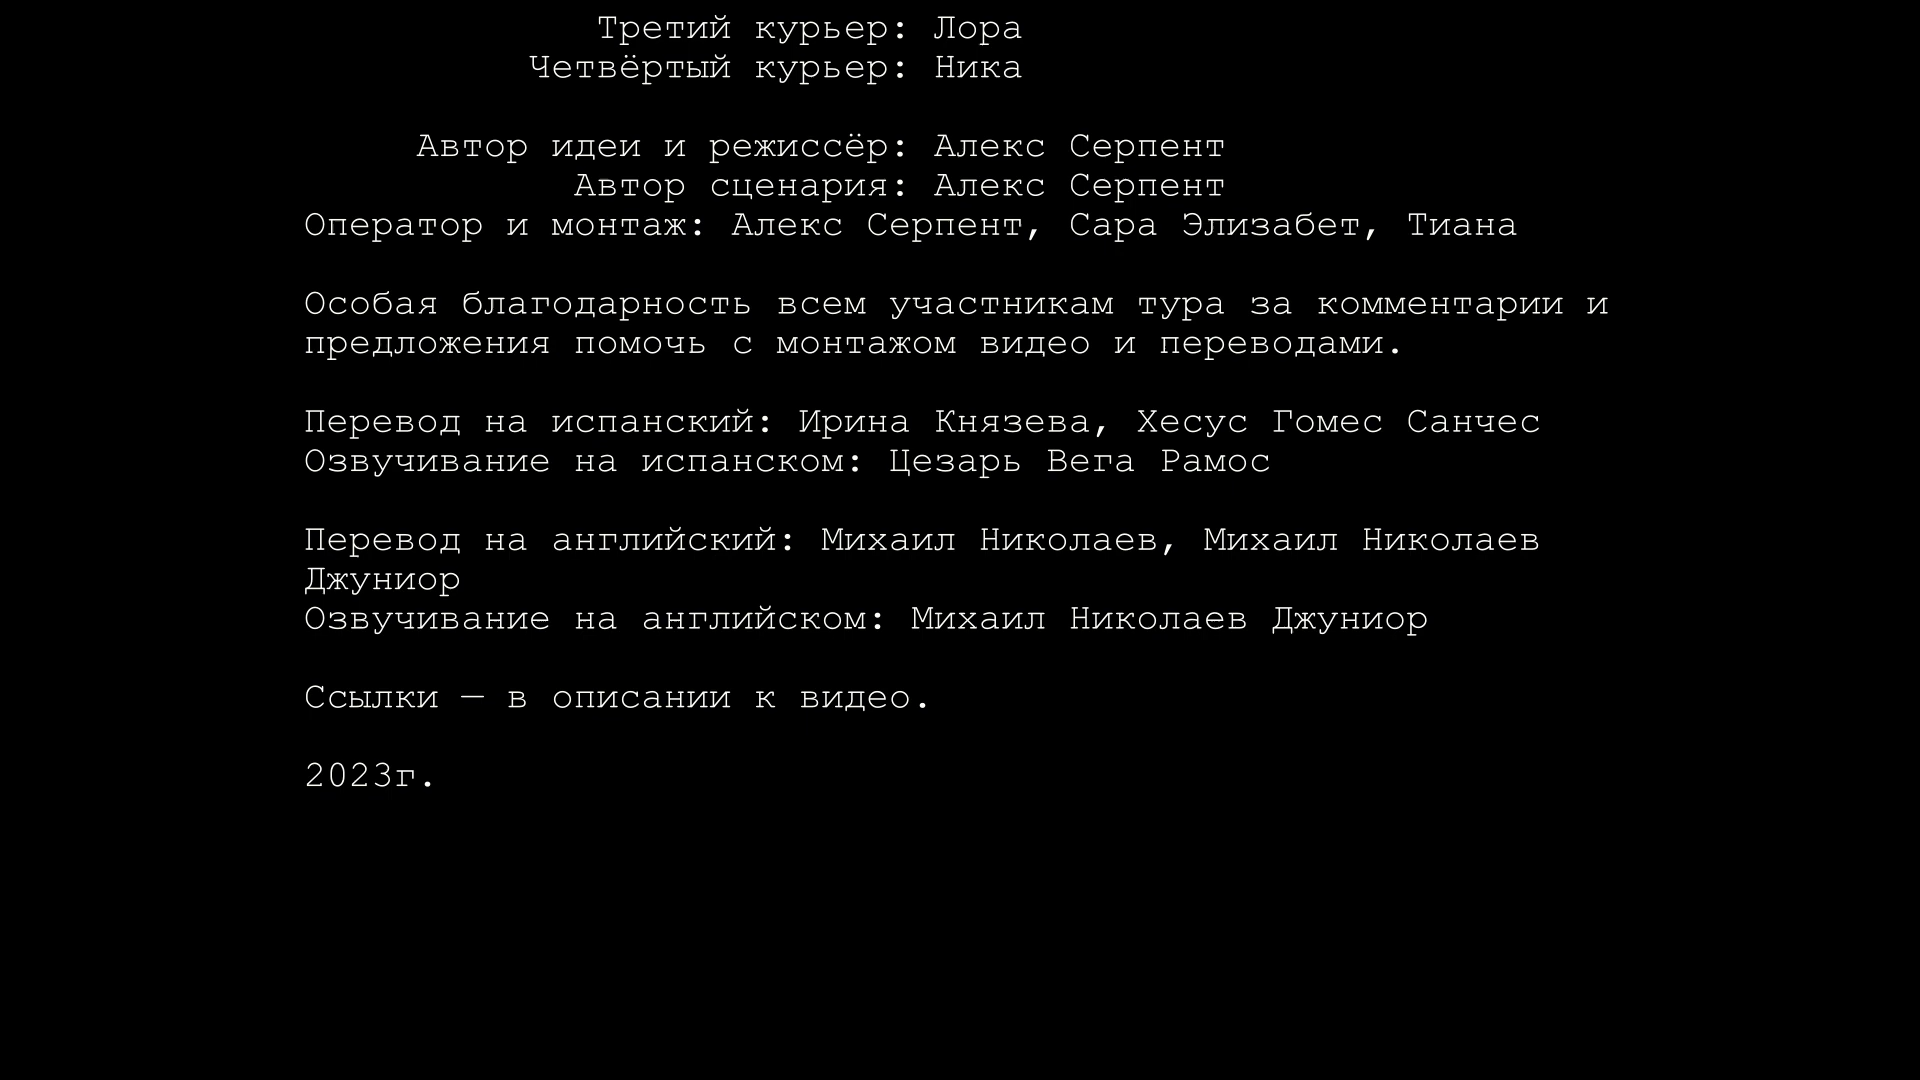 Третий курьер: Лора
Четвёртый курьер: Ника
Автор идеи и режиссёр: Алекс Серпент
Автор сценария: Алекс Серпент
Оператор и монтаж: Алекс Серпент, Сара Элизабет, Тиана
Особая благодарность всем участникам тура за комментарии и
предложения помочь с монтажом видео и переводами.
Перевод на испанский: Ирина Князева, Хесус Гомес Санчес
Озвучивание на испанском: Цезарь Вега Рамос
Перевод на английский: Михаил Николаев, Михаил Николаев
Джуниор
Озвучивание на английском: Михаил Николаев Джуниор
Ссылки — в описании к видео.
2023г.